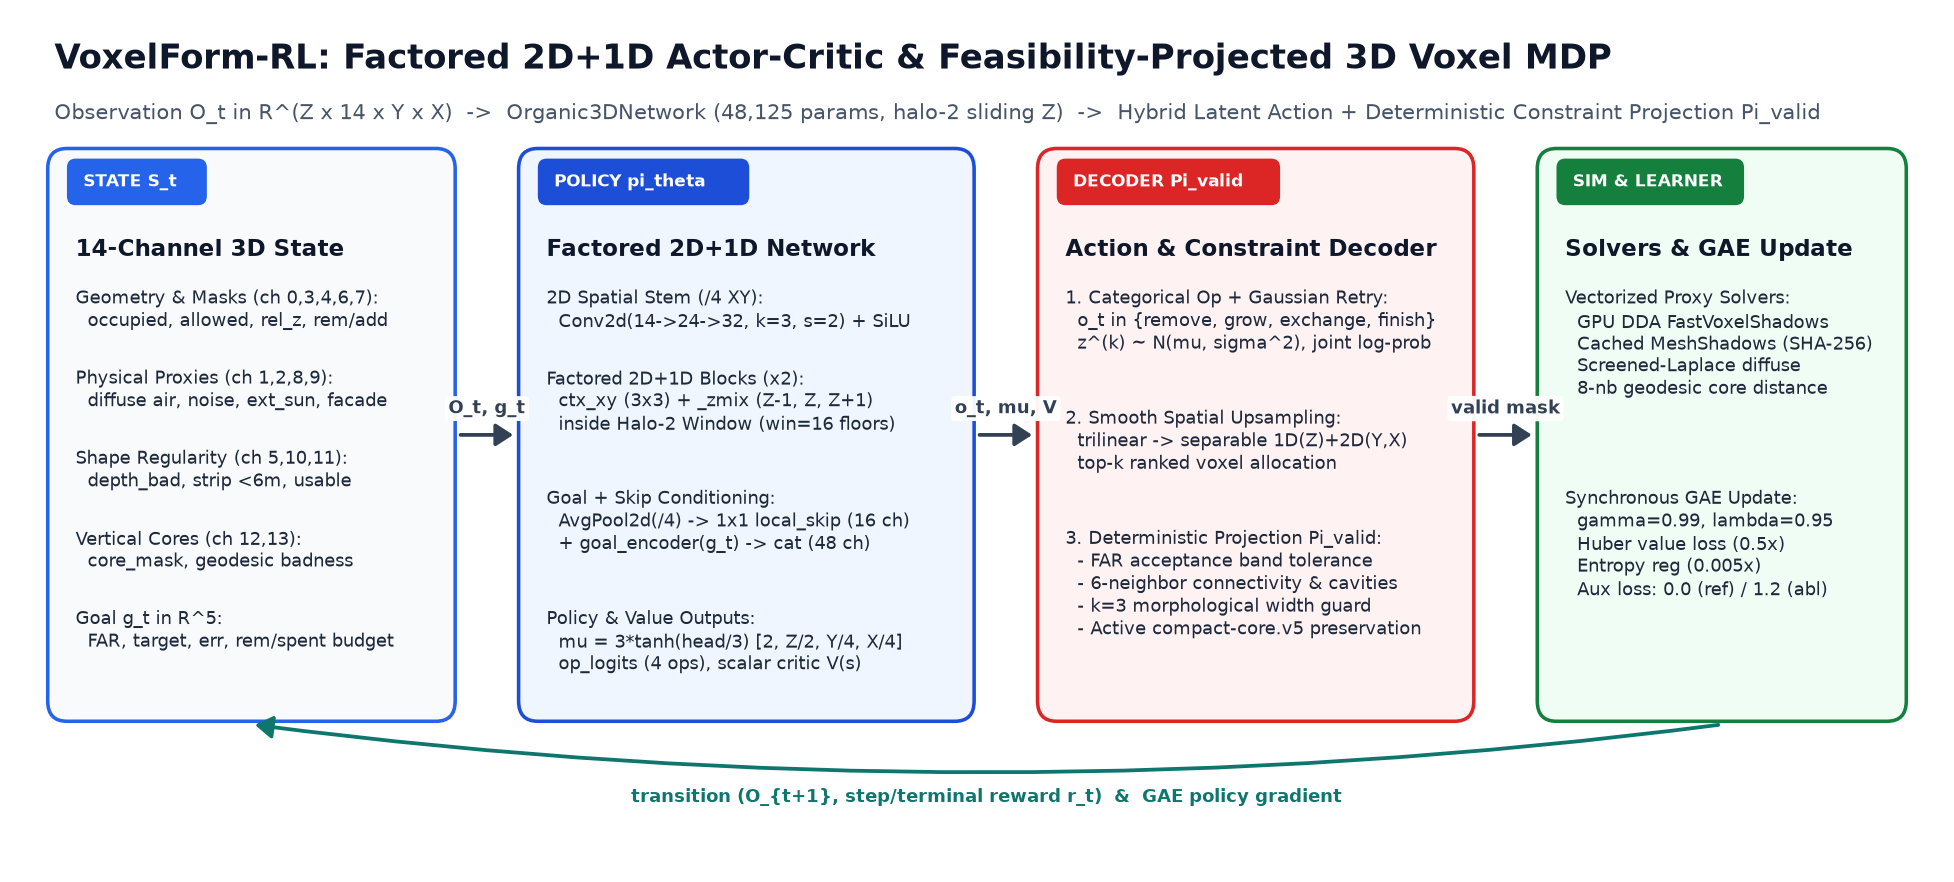 VoxelForm-RL: Factored 2D+1D Actor-Critic & Feasibility-Projected 3D Voxel MDP
Observation O_t in R^(Z x 14 x Y x X)  ->  Organic3DNetwork (48,125 params, halo-2 sliding Z)  ->  Hybrid Latent Action + Deterministic Constraint Projection Pi_valid
STATE S_t
14-Channel 3D State
Geometry & Masks (ch 0,3,4,6,7):
occupied, allowed, rel_z, rem/add
Physical Proxies (ch 1,2,8,9):
diffuse air, noise, ext_sun, facade
Shape Regularity (ch 5,10,11):
depth_bad, strip <6m, usable
Vertical Cores (ch 12,13):
core_mask, geodesic badness
Goal g_t in R^5:
FAR, target, err, rem/spent budget
O_t, g_t
POLICY pi_theta
Factored 2D+1D Network
2D Spatial Stem (/4 XY):
Conv2d(14->24->32, k=3, s=2) + SiLU
Factored 2D+1D Blocks (x2):
ctx_xy (3x3) + _zmix (Z-1, Z, Z+1)
inside Halo-2 Window (win=16 floors)
Goal + Skip Conditioning:
AvgPool2d(/4) -> 1x1 local_skip (16 ch)
+ goal_encoder(g_t) -> cat (48 ch)
Policy & Value Outputs:
mu = 3*tanh(head/3) [2, Z/2, Y/4, X/4]
op_logits (4 ops), scalar critic V(s)
o_t, mu, V
DECODER Pi_valid
Action & Constraint Decoder
1. Categorical Op + Gaussian Retry:
o_t in {remove, grow, exchange, finish}
z^(k) ~ N(mu, sigma^2), joint log-prob
2. Smooth Spatial Upsampling:
trilinear -> separable 1D(Z)+2D(Y,X)
top-k ranked voxel allocation
3. Deterministic Projection Pi_valid:
- FAR acceptance band tolerance
- 6-neighbor connectivity & cavities
- k=3 morphological width guard
- Active compact-core.v5 preservation
valid mask
SIM & LEARNER
Solvers & GAE Update
Vectorized Proxy Solvers:
GPU DDA FastVoxelShadows
Cached MeshShadows (SHA-256)
Screened-Laplace diffuse
8-nb geodesic core distance
Synchronous GAE Update:
gamma=0.99, lambda=0.95
Huber value loss (0.5x)
Entropy reg (0.005x)
Aux loss: 0.0 (ref) / 1.2 (abl)
transition (O_{t+1}, step/terminal reward r_t)  &  GAE policy gradient